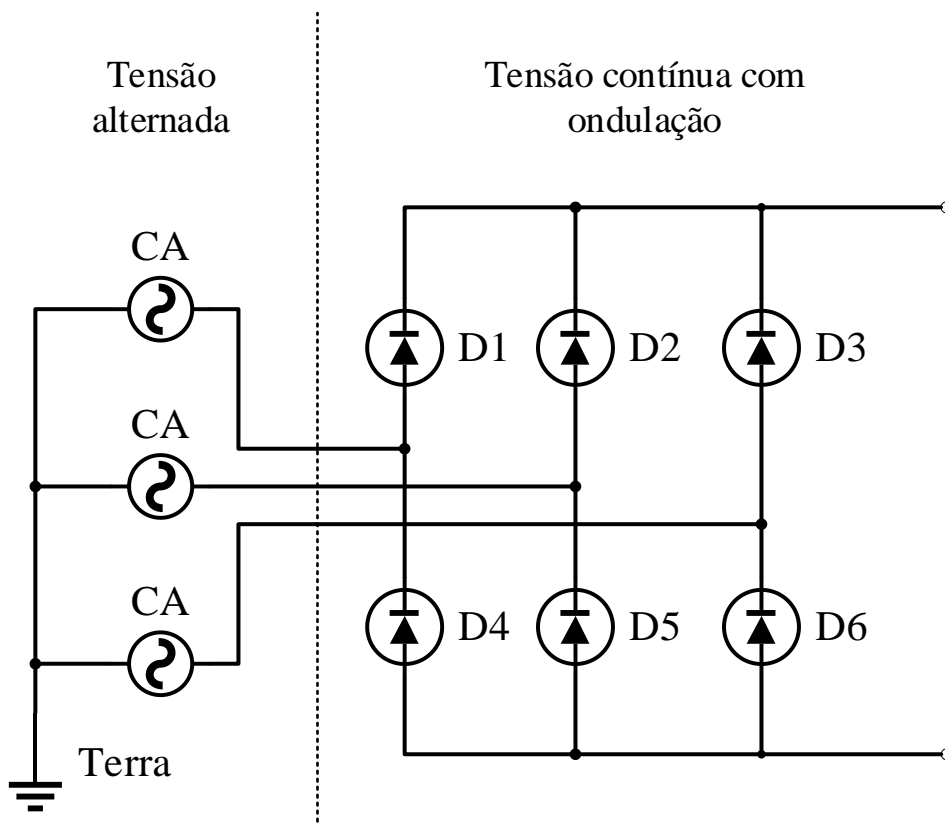 Tensão
alternada
Tensão contínua com
ondulação
CA
D1
D2
D3
CA
CA
D4
D5
D6
Terra